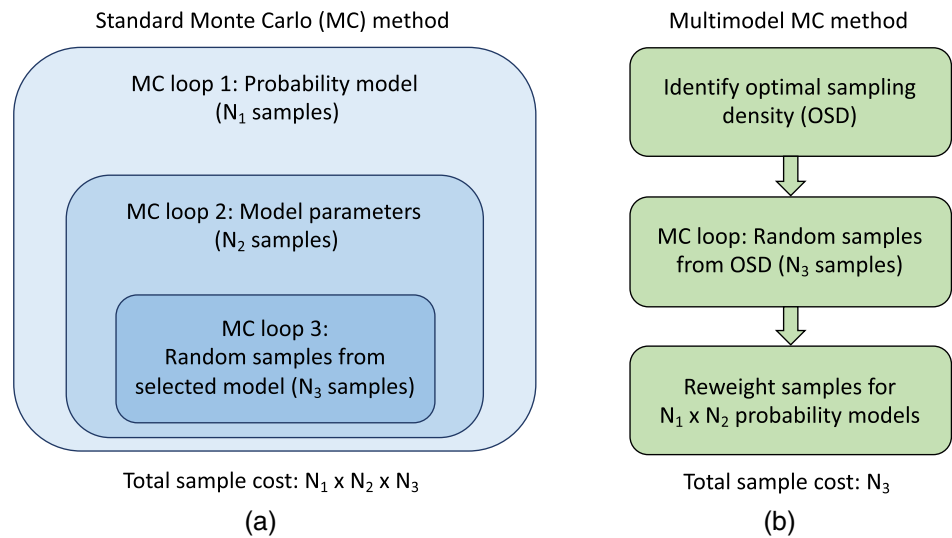 Standard Monte Carlo (MC) method
MC loop 1: Probability model
(N₁ samples)
MC loop 2: Model parameters
(N₂ samples)
MC loop 3:
Random samples from
selected model (N₃ samples)
Total sample cost: N₁ x N₂ x N₃
(a)
Multimodel MC method
Identify optimal sampling
density (OSD)
MC loop: Random samples
from OSD (N₃ samples)
Reweight samples for
N₁ x N₂ probability models
Total sample cost: N₃
(b)